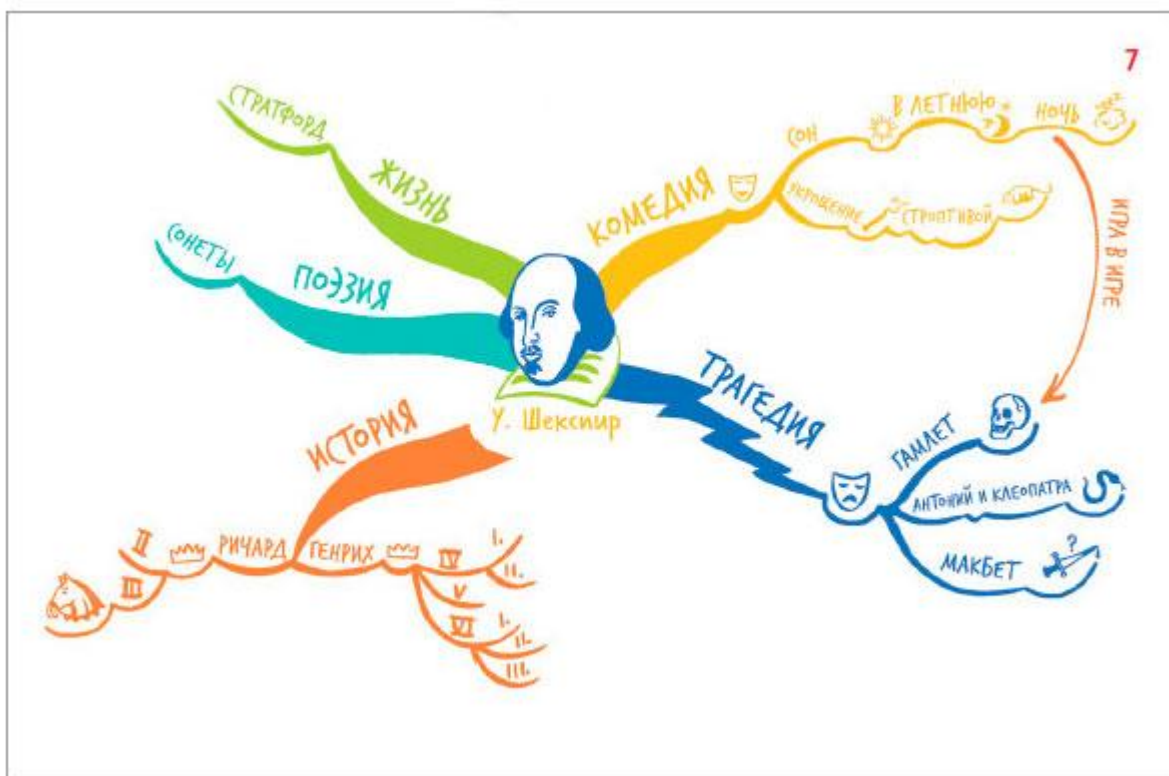 7
СТРАТФОРД
ЖИЗНЬ
СОНЕТЫ
ПОЭЗИЯ
КОМЕДИЯ
СОН
В ЛЕТНЮЮ
НОЧЬ
УКРОЩЕНИЕ
СТРОПТИВОЙ
ИГРА В ИГРЕ
У. Шекспир
ТРАГЕДИЯ
ГАМЛЕТ
АНТОНИЙ И КЛЕОПАТРА
МАКБЕТ
?
ИСТОРИЯ
РИЧАРД
II
III
ГЕНРИХ
IV
I.
II.
V
VI
I.
II.
III.